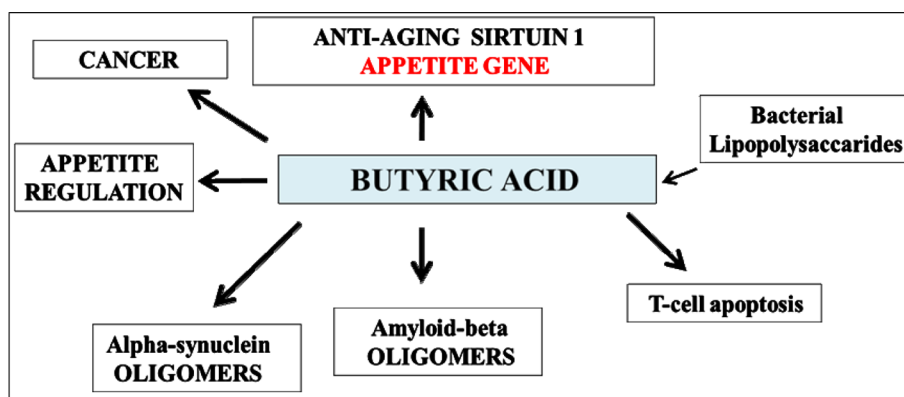 ANTI-AGING SIRTUIN 1
APPETITE GENE
CANCER
Bacterial
Lipopolysaccarides
APPETITE
REGULATION
BUTYRIC ACID
T-cell apoptosis
Alpha-synuclein
OLIGOMERS
Amyloid-beta
OLIGOMERS